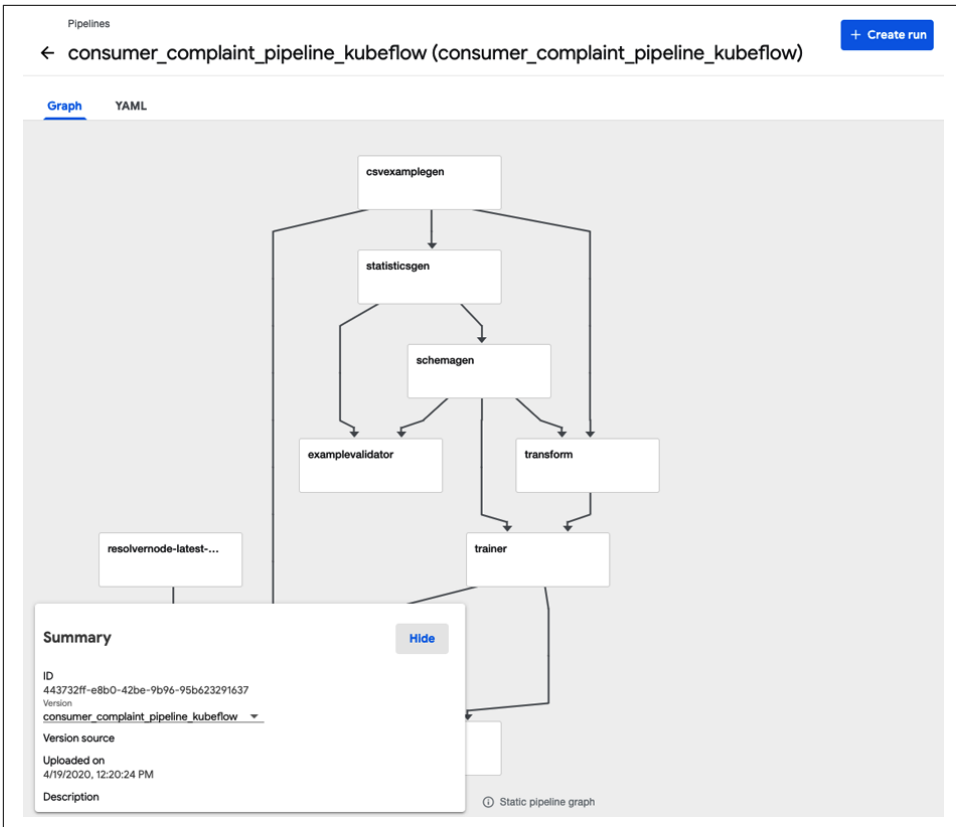 Pipelines
consumer_complaint_pipeline_kubeflow (consumer_complaint_pipeline_kubeflow)
+ Create run
Graph
YAML
csvexamplegen
statisticsgen
schemagen
examplevalidator
transform
resolvernode-latest-...
trainer
Summary
Hide
ID
443732ff-e8b0-42be-9b96-95b623291637
Version
consumer_complaint_pipeline_kubeflow
Version source
Uploaded on
4/19/2020, 12:20:24 PM
Description
Static pipeline graph